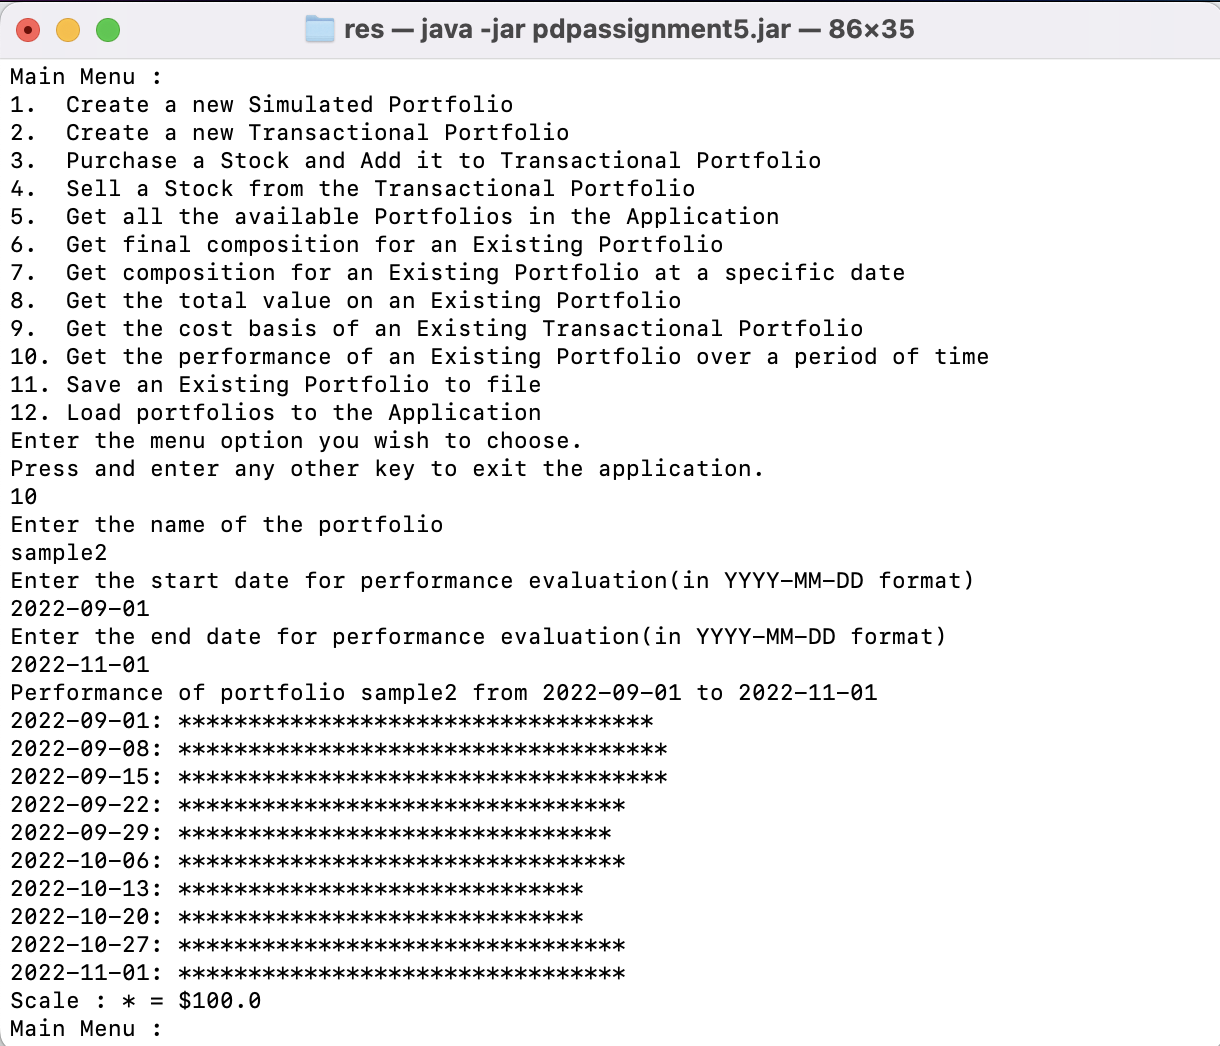 res — java -jar pdpassignment5.jar — 86×35
Main Menu :
1.  Create a new Simulated Portfolio
2.  Create a new Transactional Portfolio
3.  Purchase a Stock and Add it to Transactional Portfolio
4.  Sell a Stock from the Transactional Portfolio
5.  Get all the available Portfolios in the Application
6.  Get final composition for an Existing Portfolio
7.  Get composition for an Existing Portfolio at a specific date
8.  Get the total value on an Existing Portfolio
9.  Get the cost basis of an Existing Transactional Portfolio
10. Get the performance of an Existing Portfolio over a period of time
11. Save an Existing Portfolio to file
12. Load portfolios to the Application
Enter the menu option you wish to choose.
Press and enter any other key to exit the application.
10
Enter the name of the portfolio
sample2
Enter the start date for performance evaluation(in YYYY-MM-DD format)
2022-09-01
Enter the end date for performance evaluation(in YYYY-MM-DD format)
2022-11-01
Performance of portfolio sample2 from 2022-09-01 to 2022-11-01
2022-09-01: **********************************
2022-09-08: ***********************************
2022-09-15: ***********************************
2022-09-22: ********************************
2022-09-29: *******************************
2022-10-06: ********************************
2022-10-13: *****************************
2022-10-20: *****************************
2022-10-27: ********************************
2022-11-01: ********************************
Scale : * = $100.0
Main Menu :